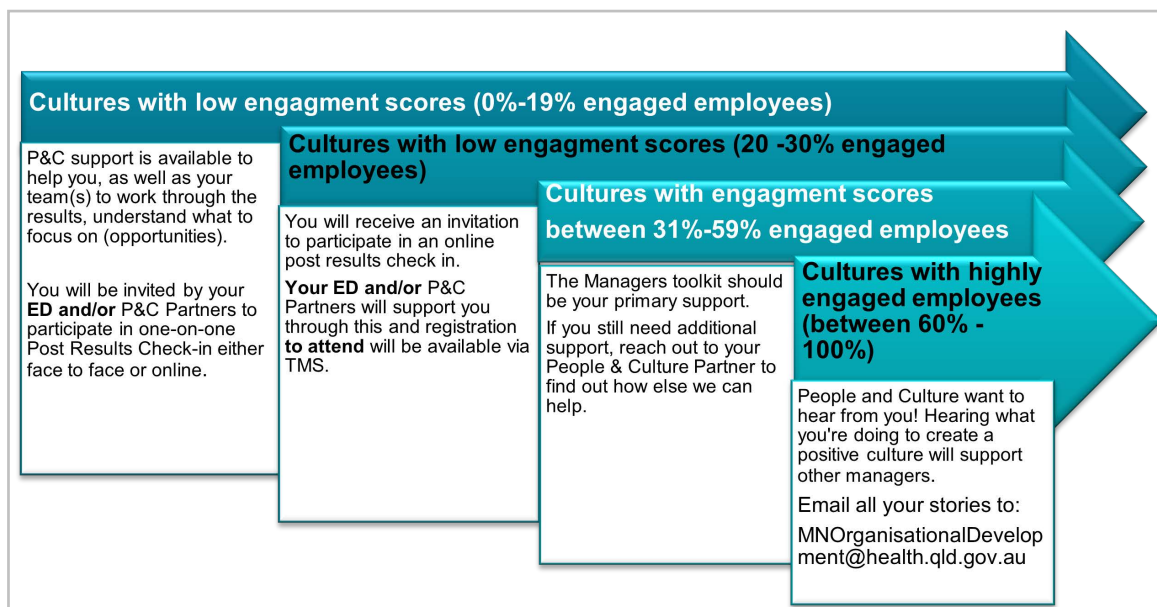 Cultures with low engagment scores (0%-19% engaged employees)
P&C support is available to
help you, as well as your
team(s) to work through the
results, understand what to
focus on (opportunities).
You will be invited by your
ED and/or P&C Partners to
participate in one-on-one
Post Results Check-in either
face to face or online.
Cultures with low engagment scores (20 -30% engaged
employees)
You will receive an invitation
to participate in an online
post results check in.
Your ED and/or P&C
Partners will support you
through this and registration
to attend will be available via
TMS.
Cultures with engagment scores
between 31%-59% engaged employees
The Managers toolkit should
be your primary support.
If you still need additional
support, reach out to your
People & Culture Partner to
find out how else we can
help.
Cultures with highly
engaged employees
(between 60% -
100%)
People and Culture want to
hear from you! Hearing what
you're doing to create a
positive culture will support
other managers.
Email all your stories to:
MNOrganisationalDevelop
ment@health.qld.gov.au